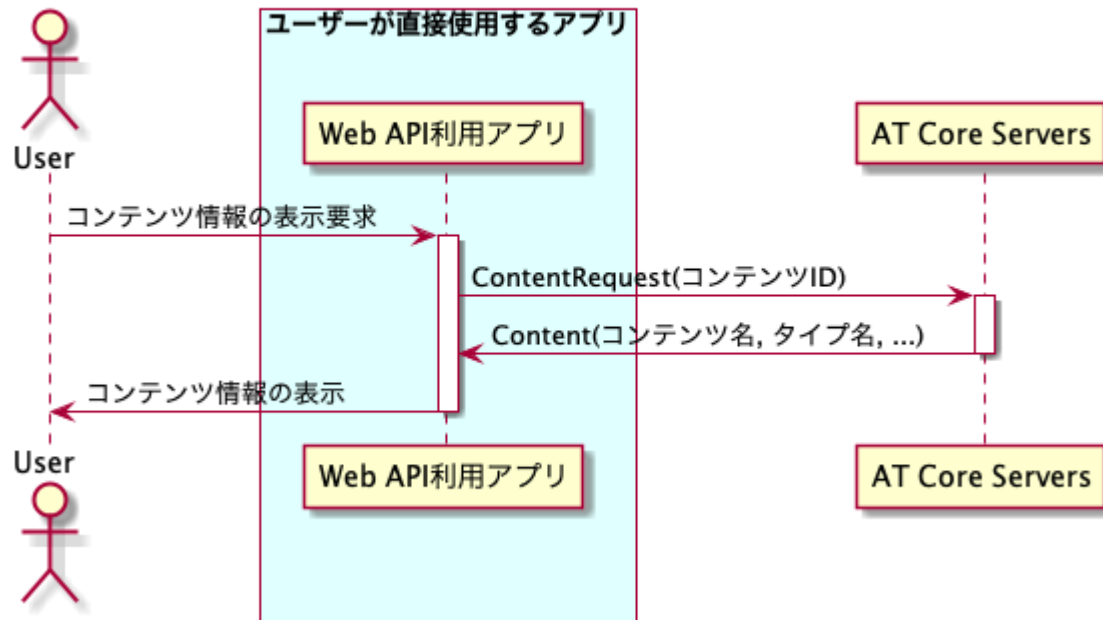 ユーザーが直接使用するアプリ
User
Web API利用アプリ
AT Core Servers
コンテンツ情報の表示要求
ContentRequest(コンテンツID)
Content(コンテンツ名, タイプ名, ...)
コンテンツ情報の表示
User
Web API利用アプリ
AT Core Servers